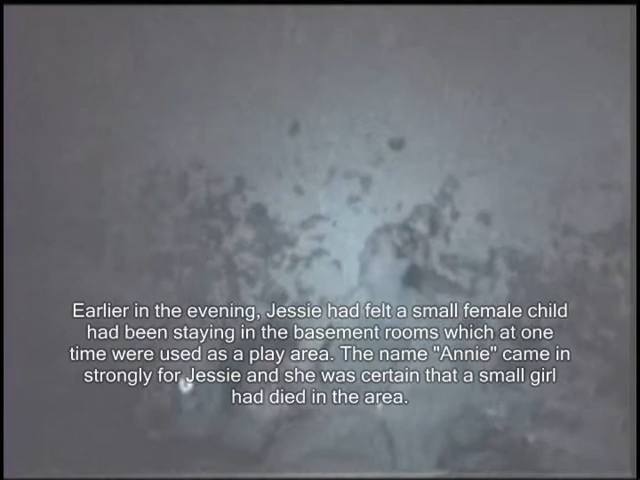 Earlier in the evening, Jessie had felt a small female child
had been staying in the basement rooms which at one
time were used as a play area. The name "Annie" came in
strongly for Jessie and she was certain that a small girl
had died in the area.